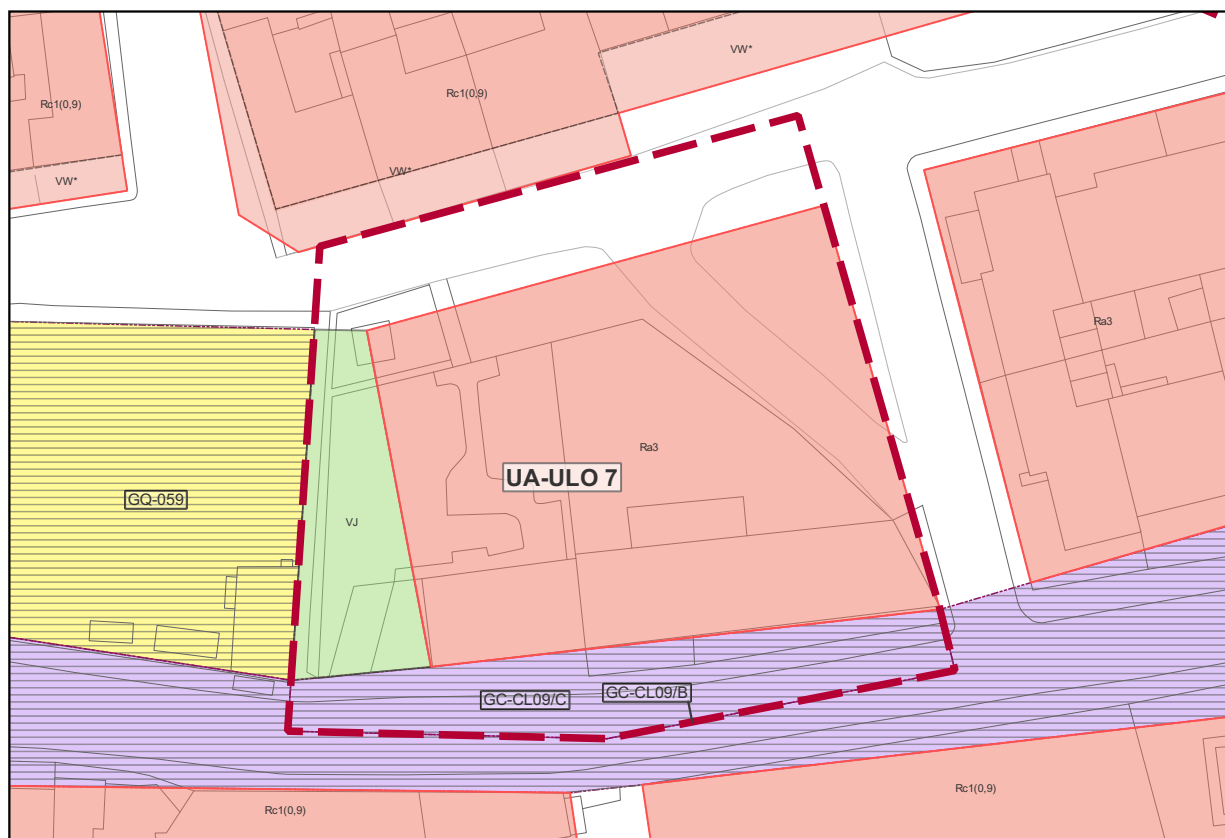 VW*
Rc1(0,9)
Rc1(0,9)
VW*
VW*
Ra3
Ra3
UA-ULO 7
GQ-059
VJ
GC-CL09/B
GC-CL09/C
Rc1(0,9)
Rc1(0,9)